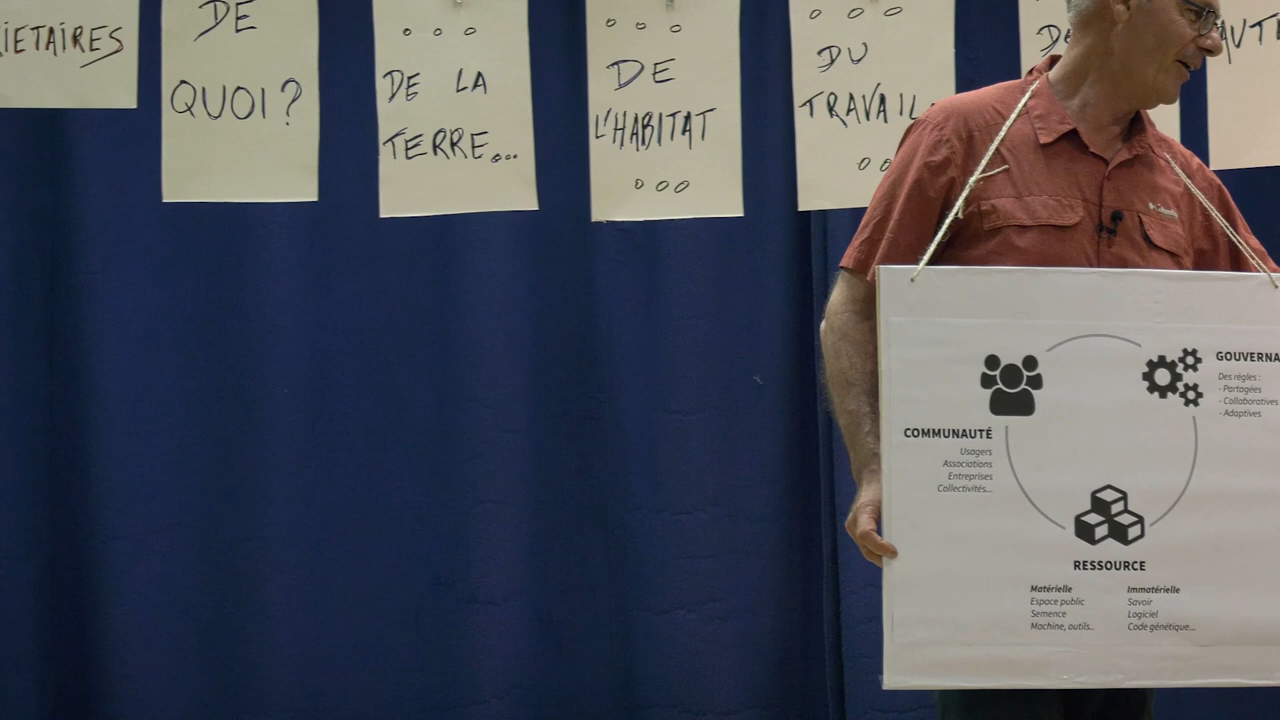 IETAIRES
DE
QUOI ?
DE LA
TERRE...
DE
L'HABITAT
DU
TRAVAIL
Columbia
COMMUNAUTÉ
Usagers
Associations
Entreprises
Collectivités...
GOUVERNA
Des règles :
- Partagées
- Collaboratives
- Adaptives
RESSOURCE
Matérielle
Espace public
Semence
Machine, outils..
Immatérielle
Savoir
Logiciel
Code génétique...